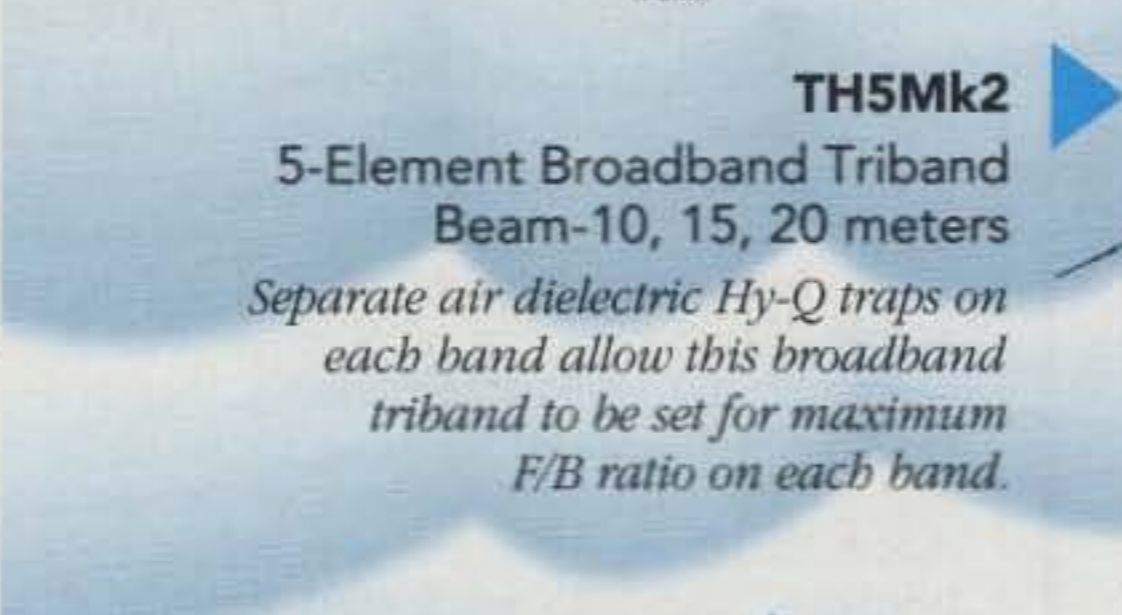 TH5Mk2
5-Element Broadband Triband
Beam-10, 15, 20 meters
Separate air dielectric Hy-Q traps on
each band allow this broadband
triband to be set for maximum
F/B ratio on each band.